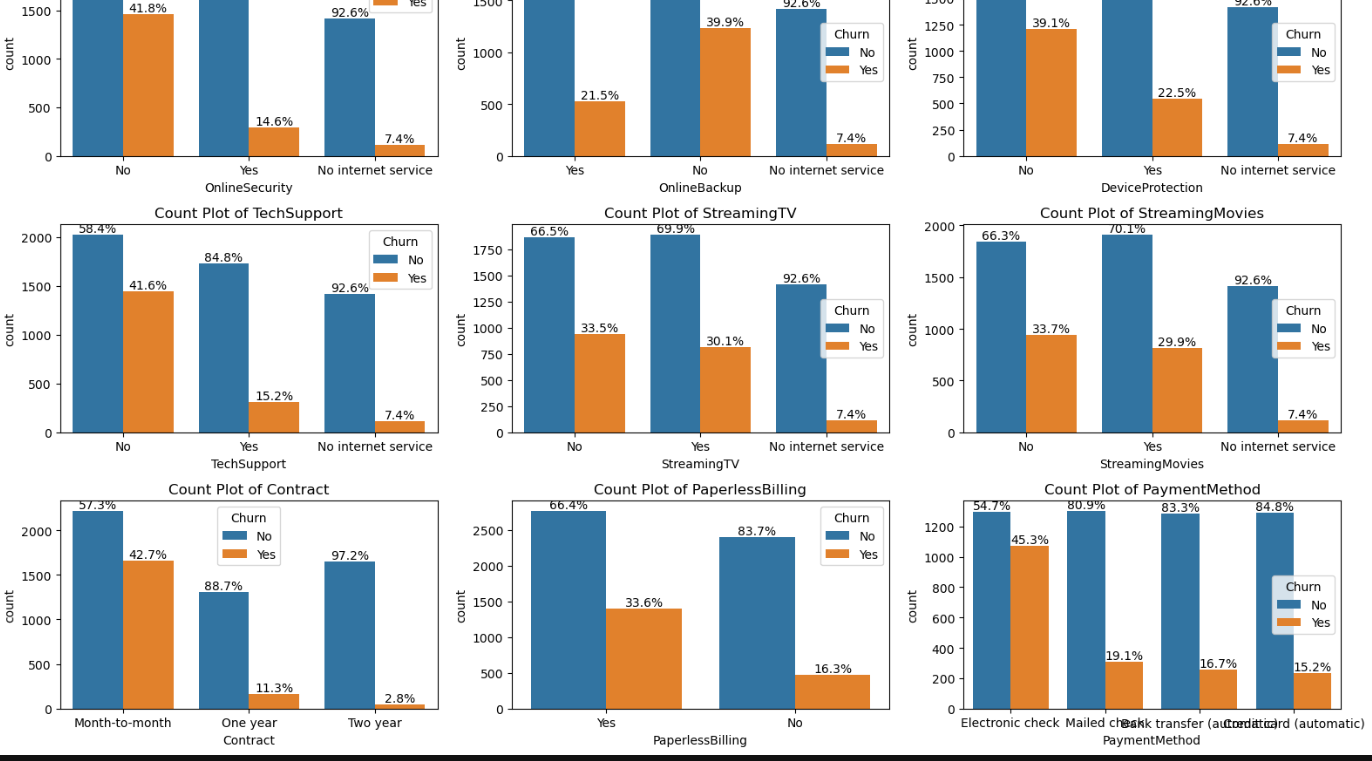 1500
1000
500
0
count
41.8%
Yes
14.6%
92.6%
7.4%
No Yes No internet service
OnlineSecurity
1500
1000
500
0
count
21.5%
39.9%
92.6%
7.4%
Churn
No
Yes
Yes No No internet service
OnlineBackup
1500
1250
1000
750
500
250
0
count
39.1%
22.5%
92.6%
7.4%
Churn
No
Yes
No Yes No internet service
DeviceProtection
Count Plot of TechSupport
2000
1500
1000
500
0
count
58.4%
41.6%
84.8%
15.2%
92.6%
7.4%
Churn
No
Yes
No Yes No internet service
TechSupport
Count Plot of StreamingTV
1750
1500
1250
1000
750
500
250
0
count
66.5%
33.5%
69.9%
30.1%
92.6%
7.4%
Churn
No
Yes
No Yes No internet service
StreamingTV
Count Plot of StreamingMovies
2000
1500
1000
500
0
count
66.3%
33.7%
70.1%
29.9%
92.6%
7.4%
Churn
No
Yes
No Yes No internet service
StreamingMovies
Count Plot of Contract
2000
1500
1000
500
0
count
57.3%
42.7%
88.7%
11.3%
97.2%
2.8%
Churn
No
Yes
Month-to-month One year Two year
Contract
Count Plot of PaperlessBilling
2500
2000
1500
1000
500
0
count
66.4%
33.6%
83.7%
16.3%
Churn
No
Yes
Yes No
PaperlessBilling
Count Plot of PaymentMethod
1200
1000
800
600
400
200
0
count
54.7%
45.3%
80.9%
19.1%
83.3%
16.7%
84.8%
15.2%
Churn
No
Yes
Electronic check Mailed check Bank transfer (automatic) Credit card (automatic)
PaymentMethod